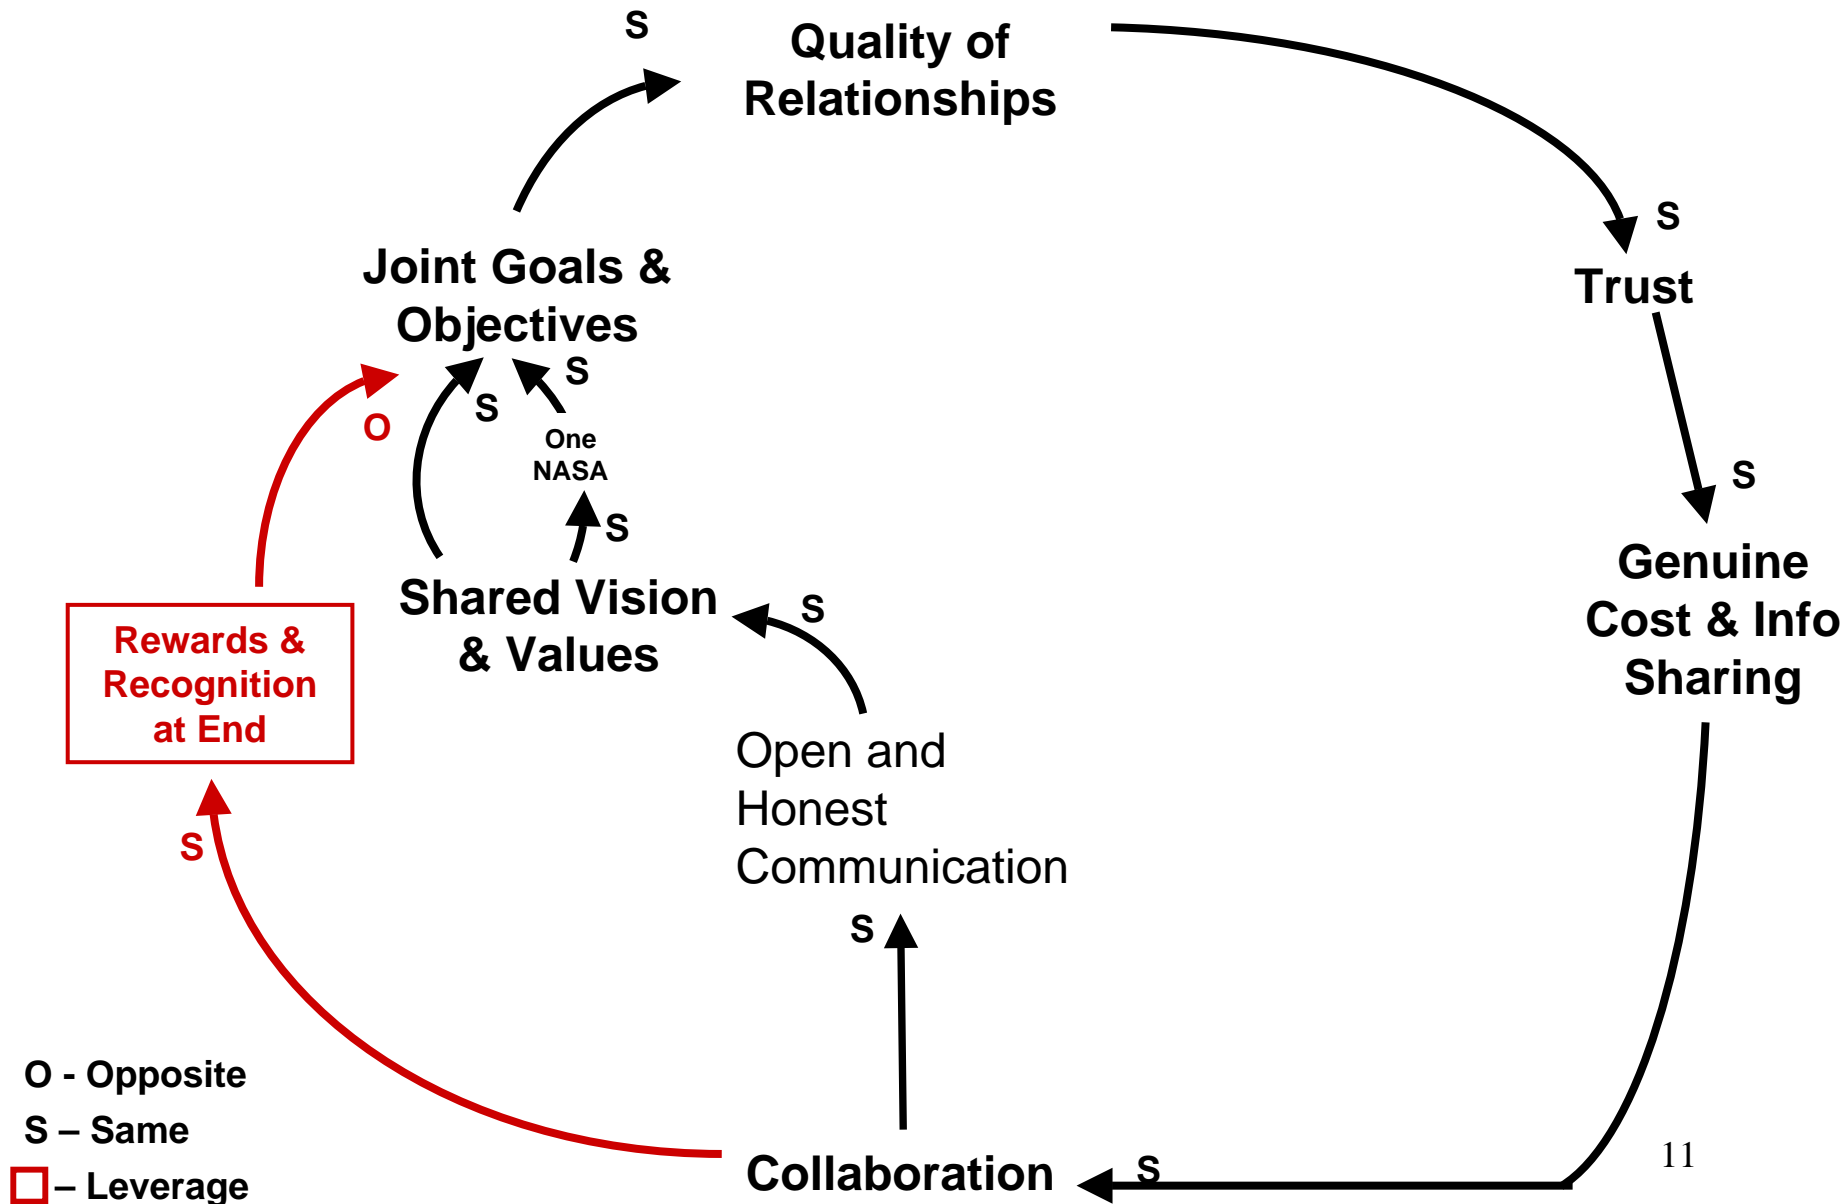 S
Quality of
Relationships
S
Trust
Joint Goals &
Objectives
S
S
O
One
NASA
S
S
Genuine
Cost & Info
Sharing
Shared Vision
& Values
S
Rewards &
Recognition
at End
Open and
Honest
Communication
S
S
O - Opposite
S – Same
– Leverage
Collaboration
S
11